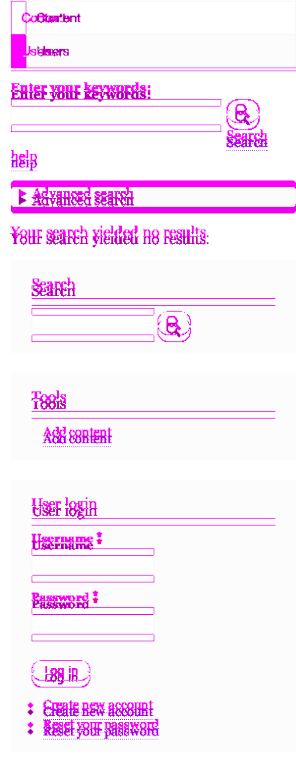 Content
Users
Enter your keywords:
Search
help
Advanced search
Your search yielded no results.
Search
Tools
Add content
User login
Username *
Password *
Log in
Create new account
Reset your password